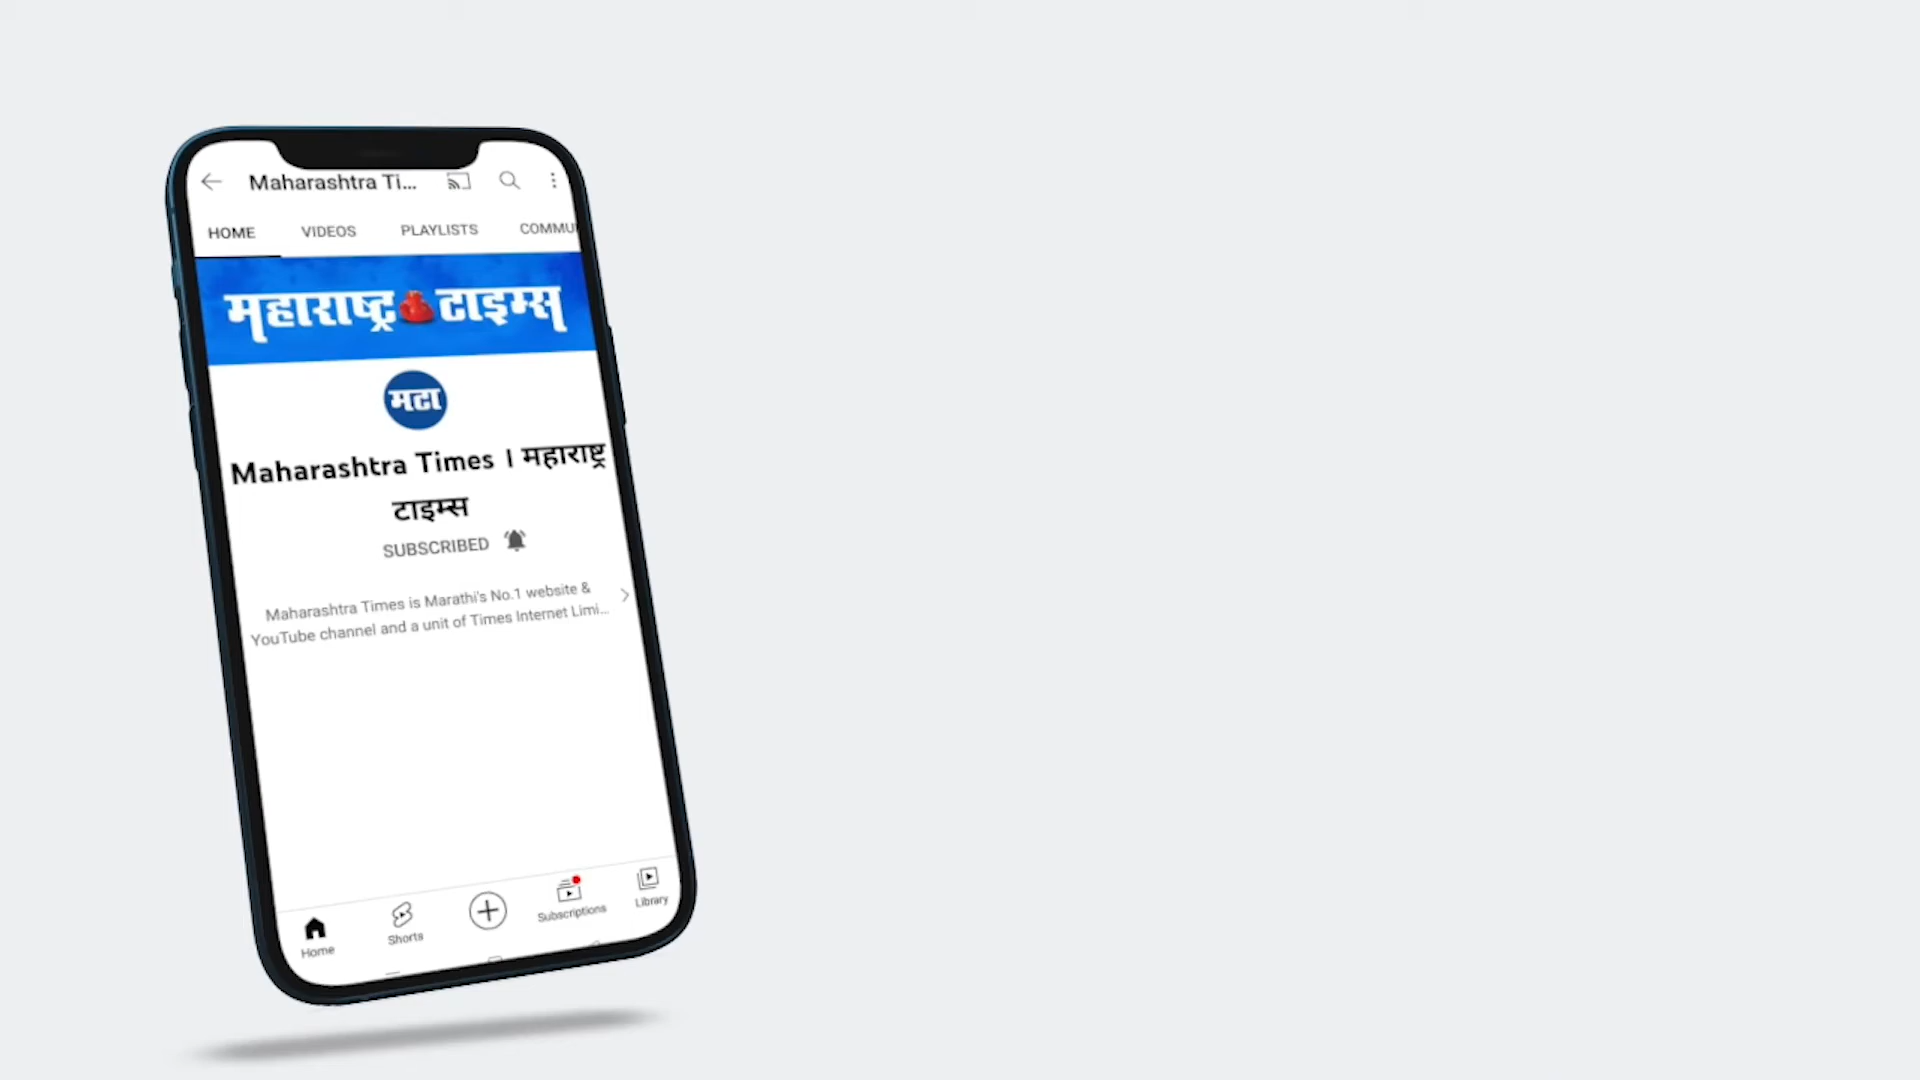 Maharashtra Ti...
HOME VIDEOS PLAYLISTS COMMU
महाराष्ट्र टाइम्स
मटा
Maharashtra Times । महाराष्ट्र
टाइम्स
SUBSCRIBED
Maharashtra Times is Marathi's No.1 website &
YouTube channel and a unit of Times Internet Limi...
Home Shorts Subscriptions Library